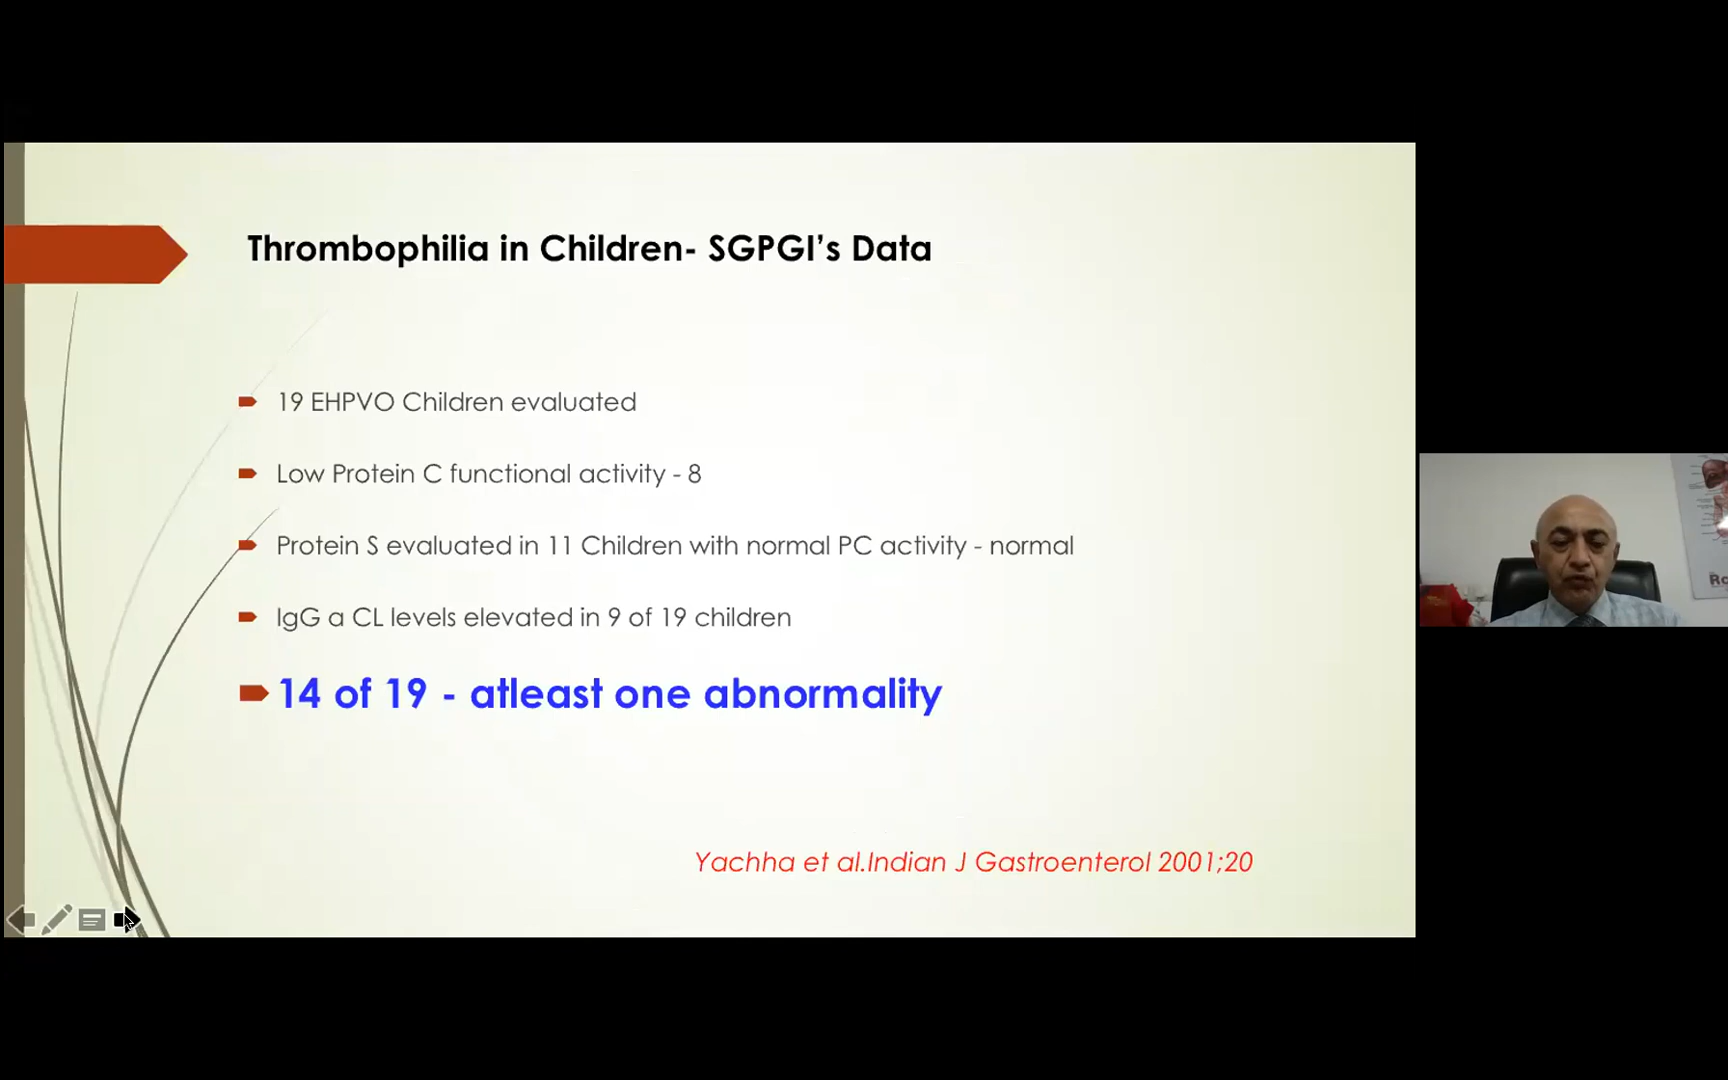 Thrombophilia in Children- SGPGI’s Data
19 EHPVO Children evaluated
Low Protein C functional activity - 8
Protein S evaluated in 11 Children with normal PC activity - normal
IgG a CL levels elevated in 9 of 19 children
14 of 19 - atleast one abnormality
Yachha et al.Indian J Gastroenterol 2001;20